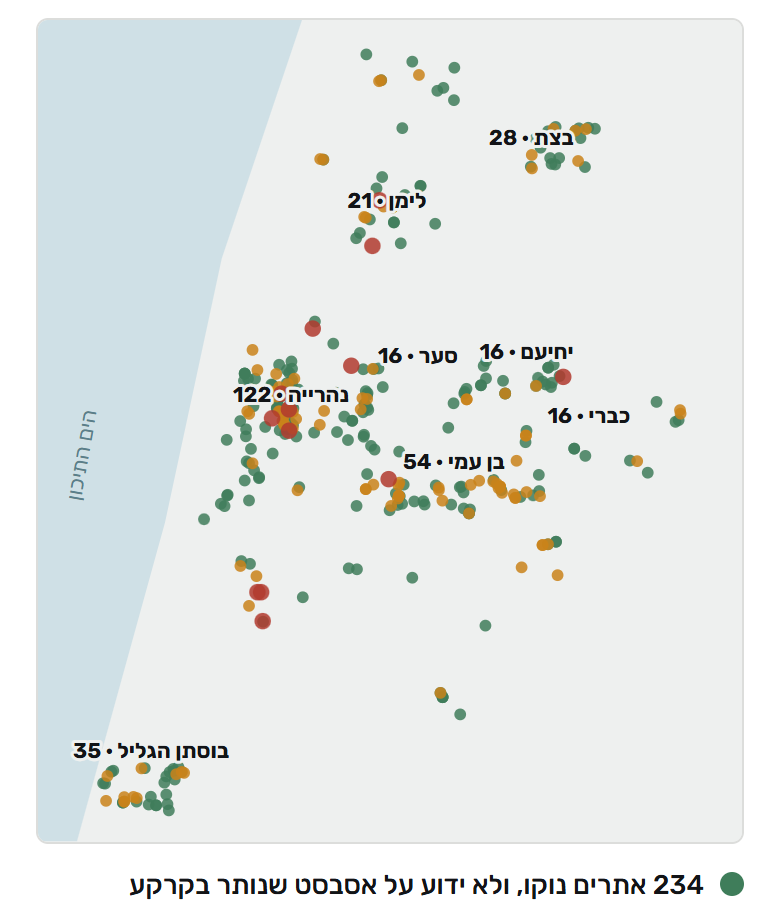 בצת • 28
לימן • 21
סער • 16
יחיעם • 16
נהרייה • 122
כברי • 16
הים התיכון
בן עמי • 54
בוסתן הגליל • 35
234 אתרים נוקו, ולא ידוע על אסבסט שנותר בקרקע